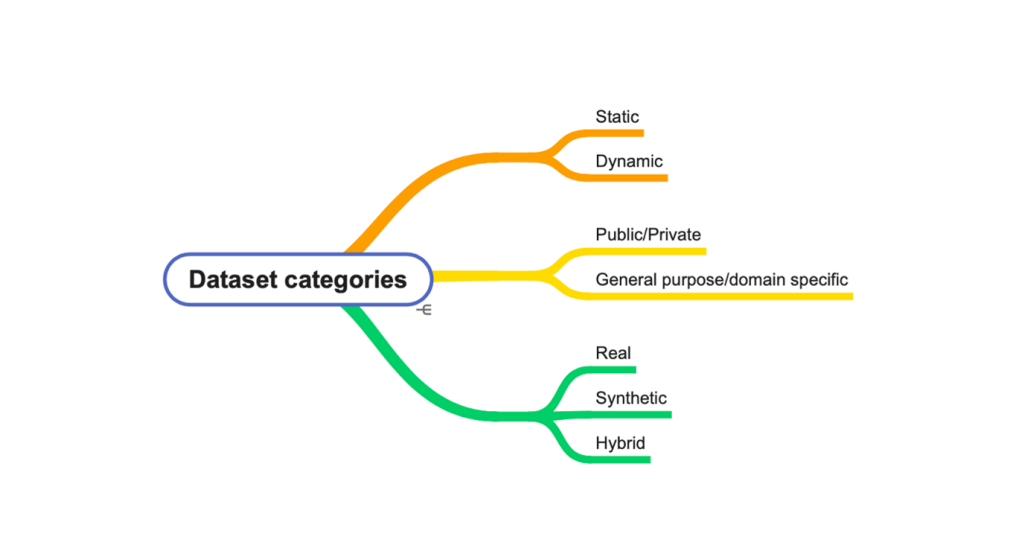 Static
Dynamic
Public/Private
Dataset categories
General purpose/domain specific
Real
Synthetic
Hybrid